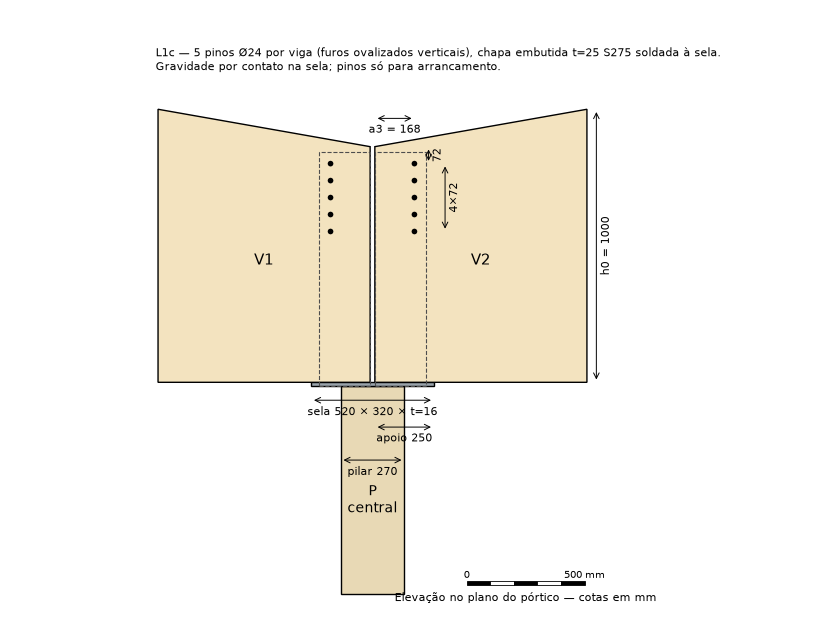 L1c — 5 pinos Ø24 por viga (furos ovalizados verticais), chapa embutida t=25 S275 soldada à sela.
Gravidade por contato na sela; pinos só para arrancamento.
a3 = 168
72
4×72
V1
V2
h0 = 1000
sela 520 × 320 × t=16
apoio 250
pilar 270
P
central
0 500 mm
Elevação no plano do pórtico — cotas em mm